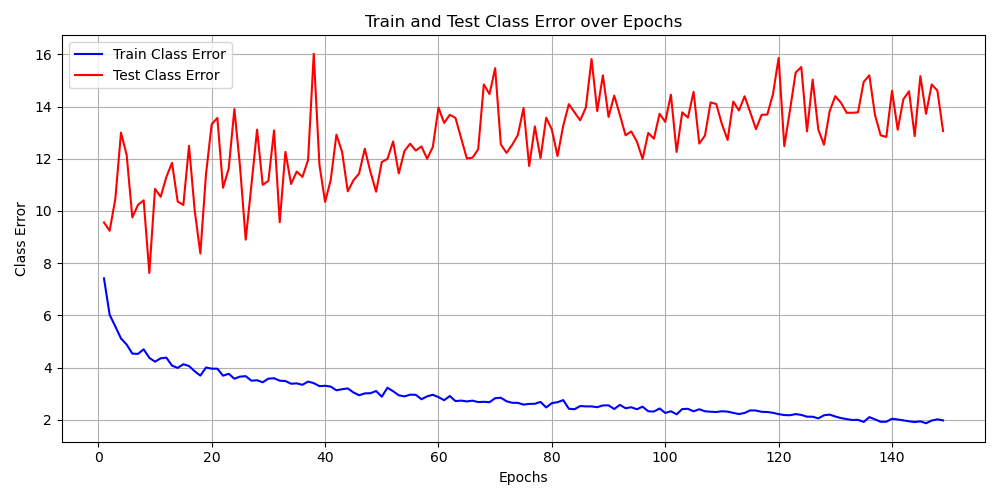 Train and Test Class Error over Epochs
Train Class Error
Test Class Error
16
14
12
10
8
6
4
2
Class Error
0 20 40 60 80 100 120 140
Epochs